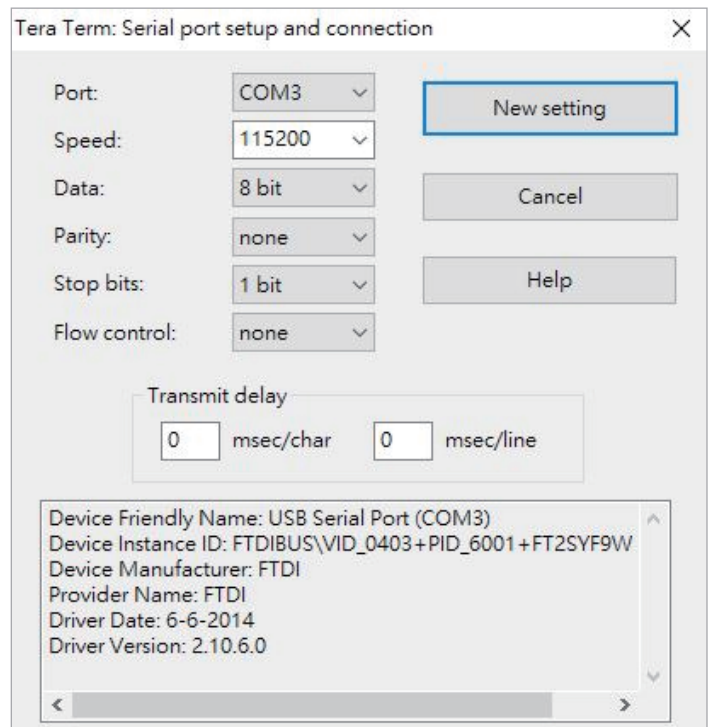 Tera Term: Serial port setup and connection
Port: COM3
New setting
Speed: 115200
Data: 8 bit
Cancel
Parity: none
Stop bits: 1 bit
Help
Flow control: none
Transmit delay
0 msec/char 0 msec/line
Device Friendly Name: USB Serial Port (COM3)
Device Instance ID: FTDIBUS\VID_0403+PID_6001+FT2SYF9W
Device Manufacturer: FTDI
Provider Name: FTDI
Driver Date: 6-6-2014
Driver Version: 2.10.6.0